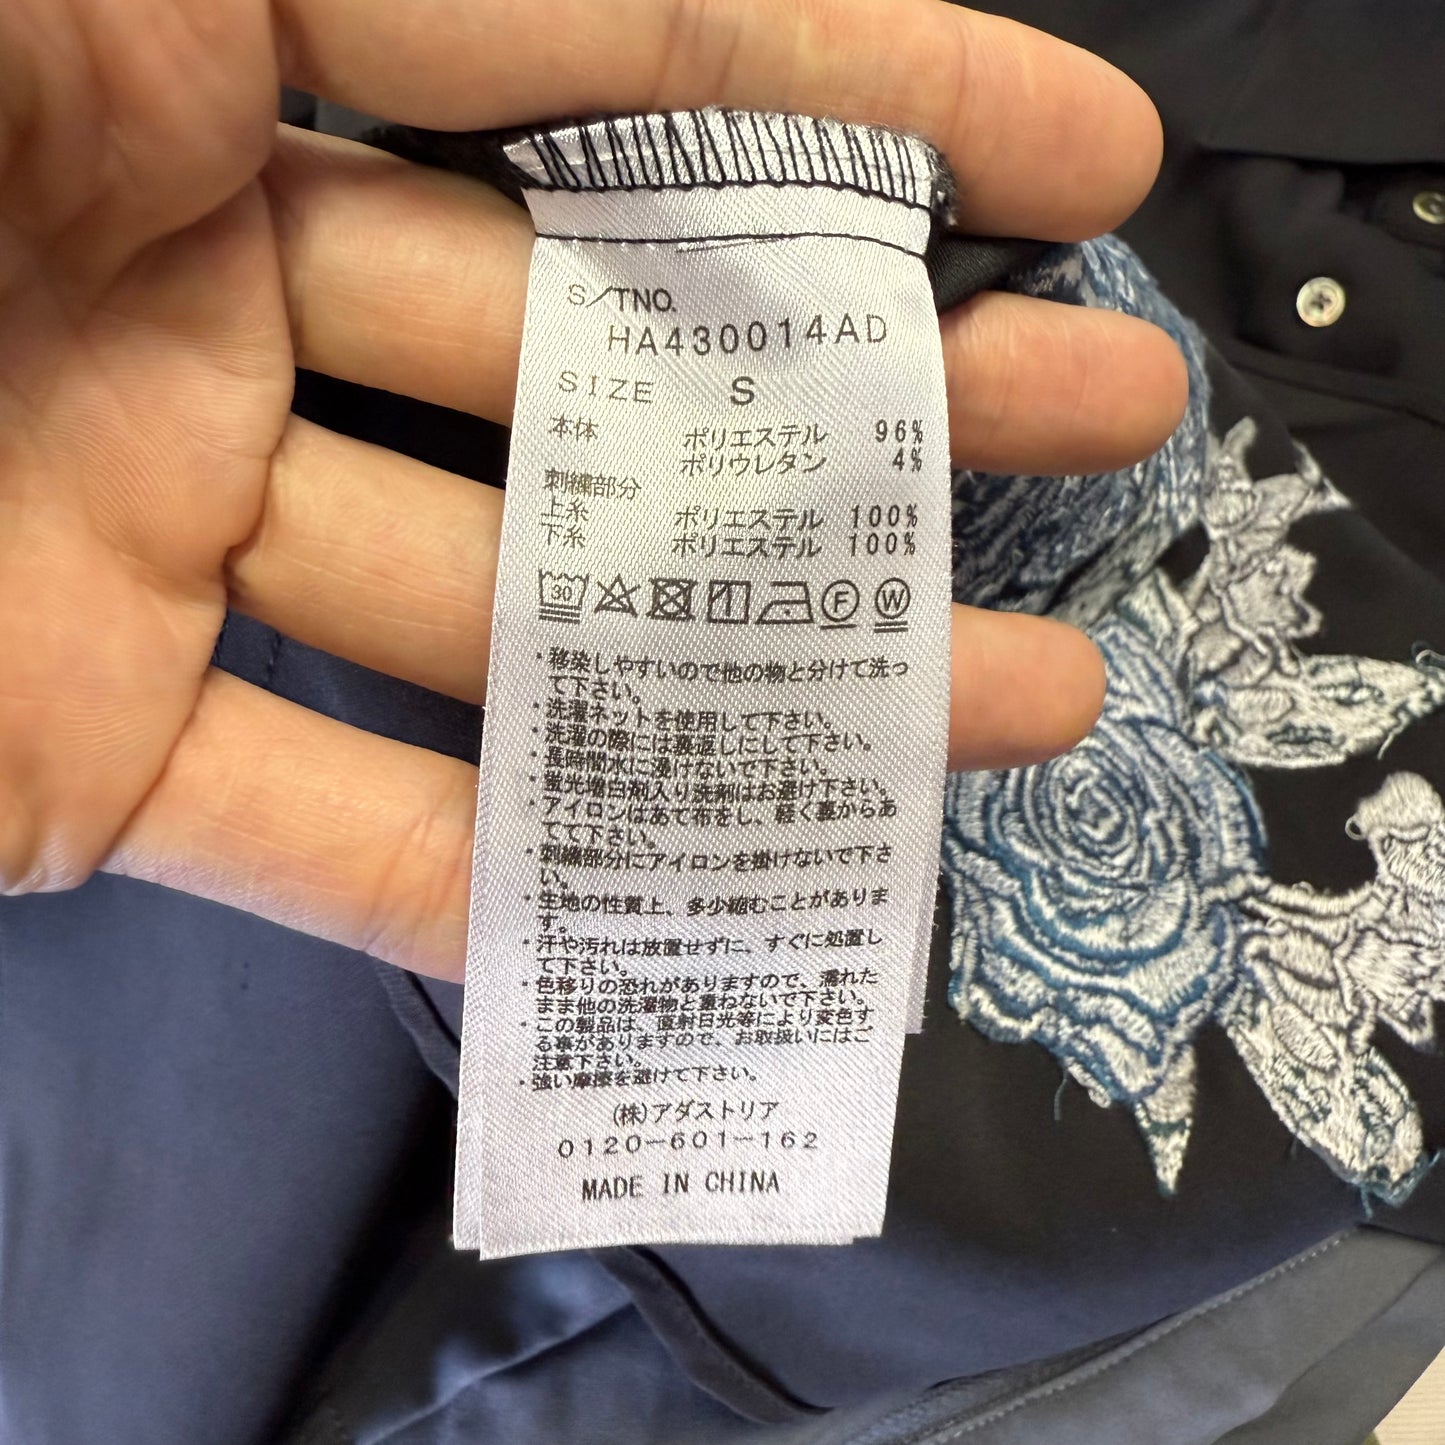 S/TNO.
HA430014AD
SIZE S
本体 ポリエステル 96%
ポリウレタン 4%
刺繍部分
上糸 ポリエステル 100%
下糸 ポリエステル 100%
30 F W
・移染しやすいので他の物と分けて洗っ
て下さい。
・洗濯ネットを使用して下さい。
・洗濯の際には裏返しにして下さい。
・長時間水に浸けないで下さい。
・蛍光増白剤入り洗剤はお避け下さい。
・アイロンはあて布をし、軽く裏からあ
てて下さい。
・刺繍部分にアイロンを掛けないで下さ
い。
・生地の性質上、多少縮むことがありま
す。
・汗や汚れは放置せずに、すぐに処置し
て下さい。
・色移りの恐れがありますので、濡れた
まま他の洗濯物と重ねないで下さい。
・この製品は、直射日光等により変色す
る事がありますので、お取扱いにはご
注意下さい。
・強い摩擦を避けて下さい。
(株)アダストリア
0120-601-162
MADE IN CHINA